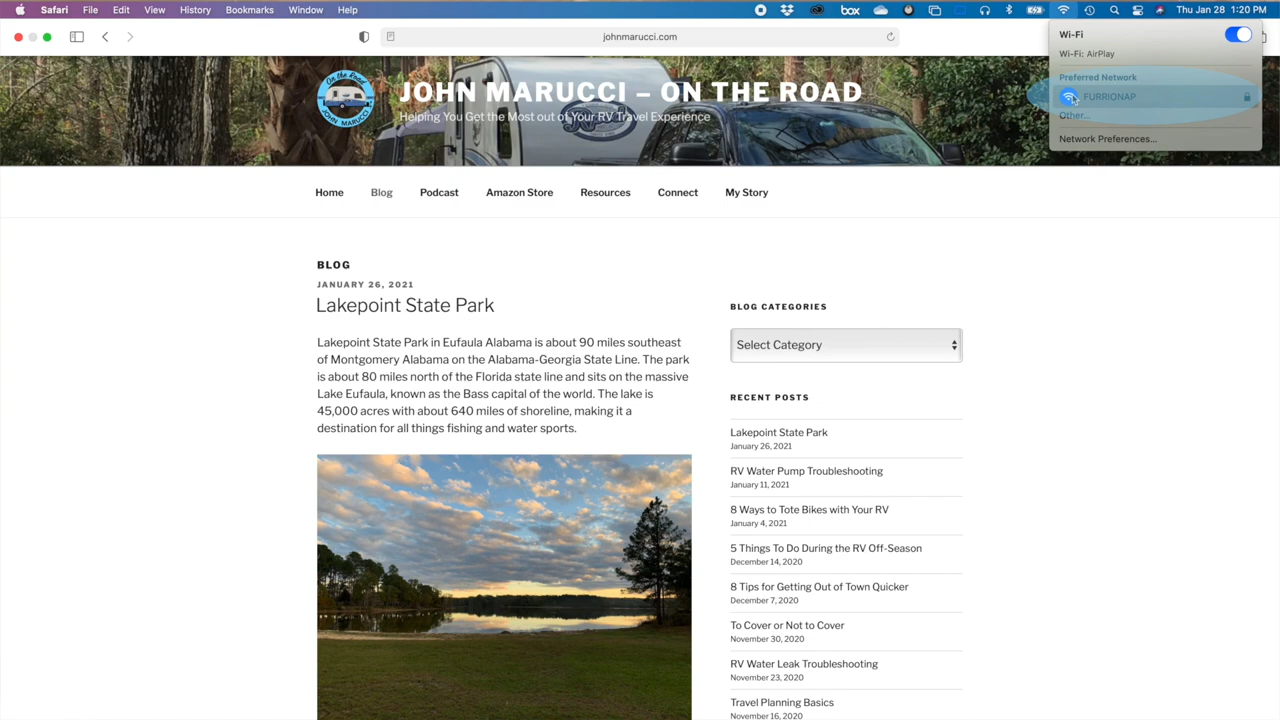 Safari File Edit View History Bookmarks Window Help
box
Thu Jan 28 1:20 PM
johnmarucci.com
Wi-Fi
Wi-Fi: AirPlay
Preferred Network
FURRIONAP
Other...
Network Preferences...
On the Road
JOHN MARUCCI
JOHN MARUCCI – ON THE ROAD
Helping You Get the Most out of Your RV Travel Experience
Home Blog Podcast Amazon Store Resources Connect My Story
BLOG
JANUARY 26, 2021
Lakepoint State Park
Lakepoint State Park in Eufaula Alabama is about 90 miles southeast
of Montgomery Alabama on the Alabama-Georgia State Line. The park
is about 80 miles north of the Florida state line and sits on the massive
Lake Eufaula, known as the Bass capital of the world. The lake is
45,000 acres with about 640 miles of shoreline, making it a
destination for all things fishing and water sports.
BLOG CATEGORIES
Select Category
RECENT POSTS
Lakepoint State Park
January 26, 2021
RV Water Pump Troubleshooting
January 11, 2021
8 Ways to Tote Bikes with Your RV
January 4, 2021
5 Things To Do During the RV Off-Season
December 14, 2020
8 Tips for Getting Out of Town Quicker
December 7, 2020
To Cover or Not to Cover
November 30, 2020
RV Water Leak Troubleshooting
November 23, 2020
Travel Planning Basics
November 16, 2020